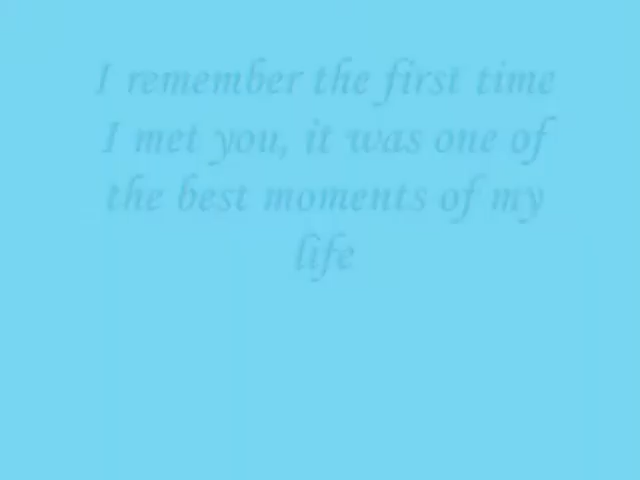 I remember the first time
I met you, it was one of
the best moments of my
life